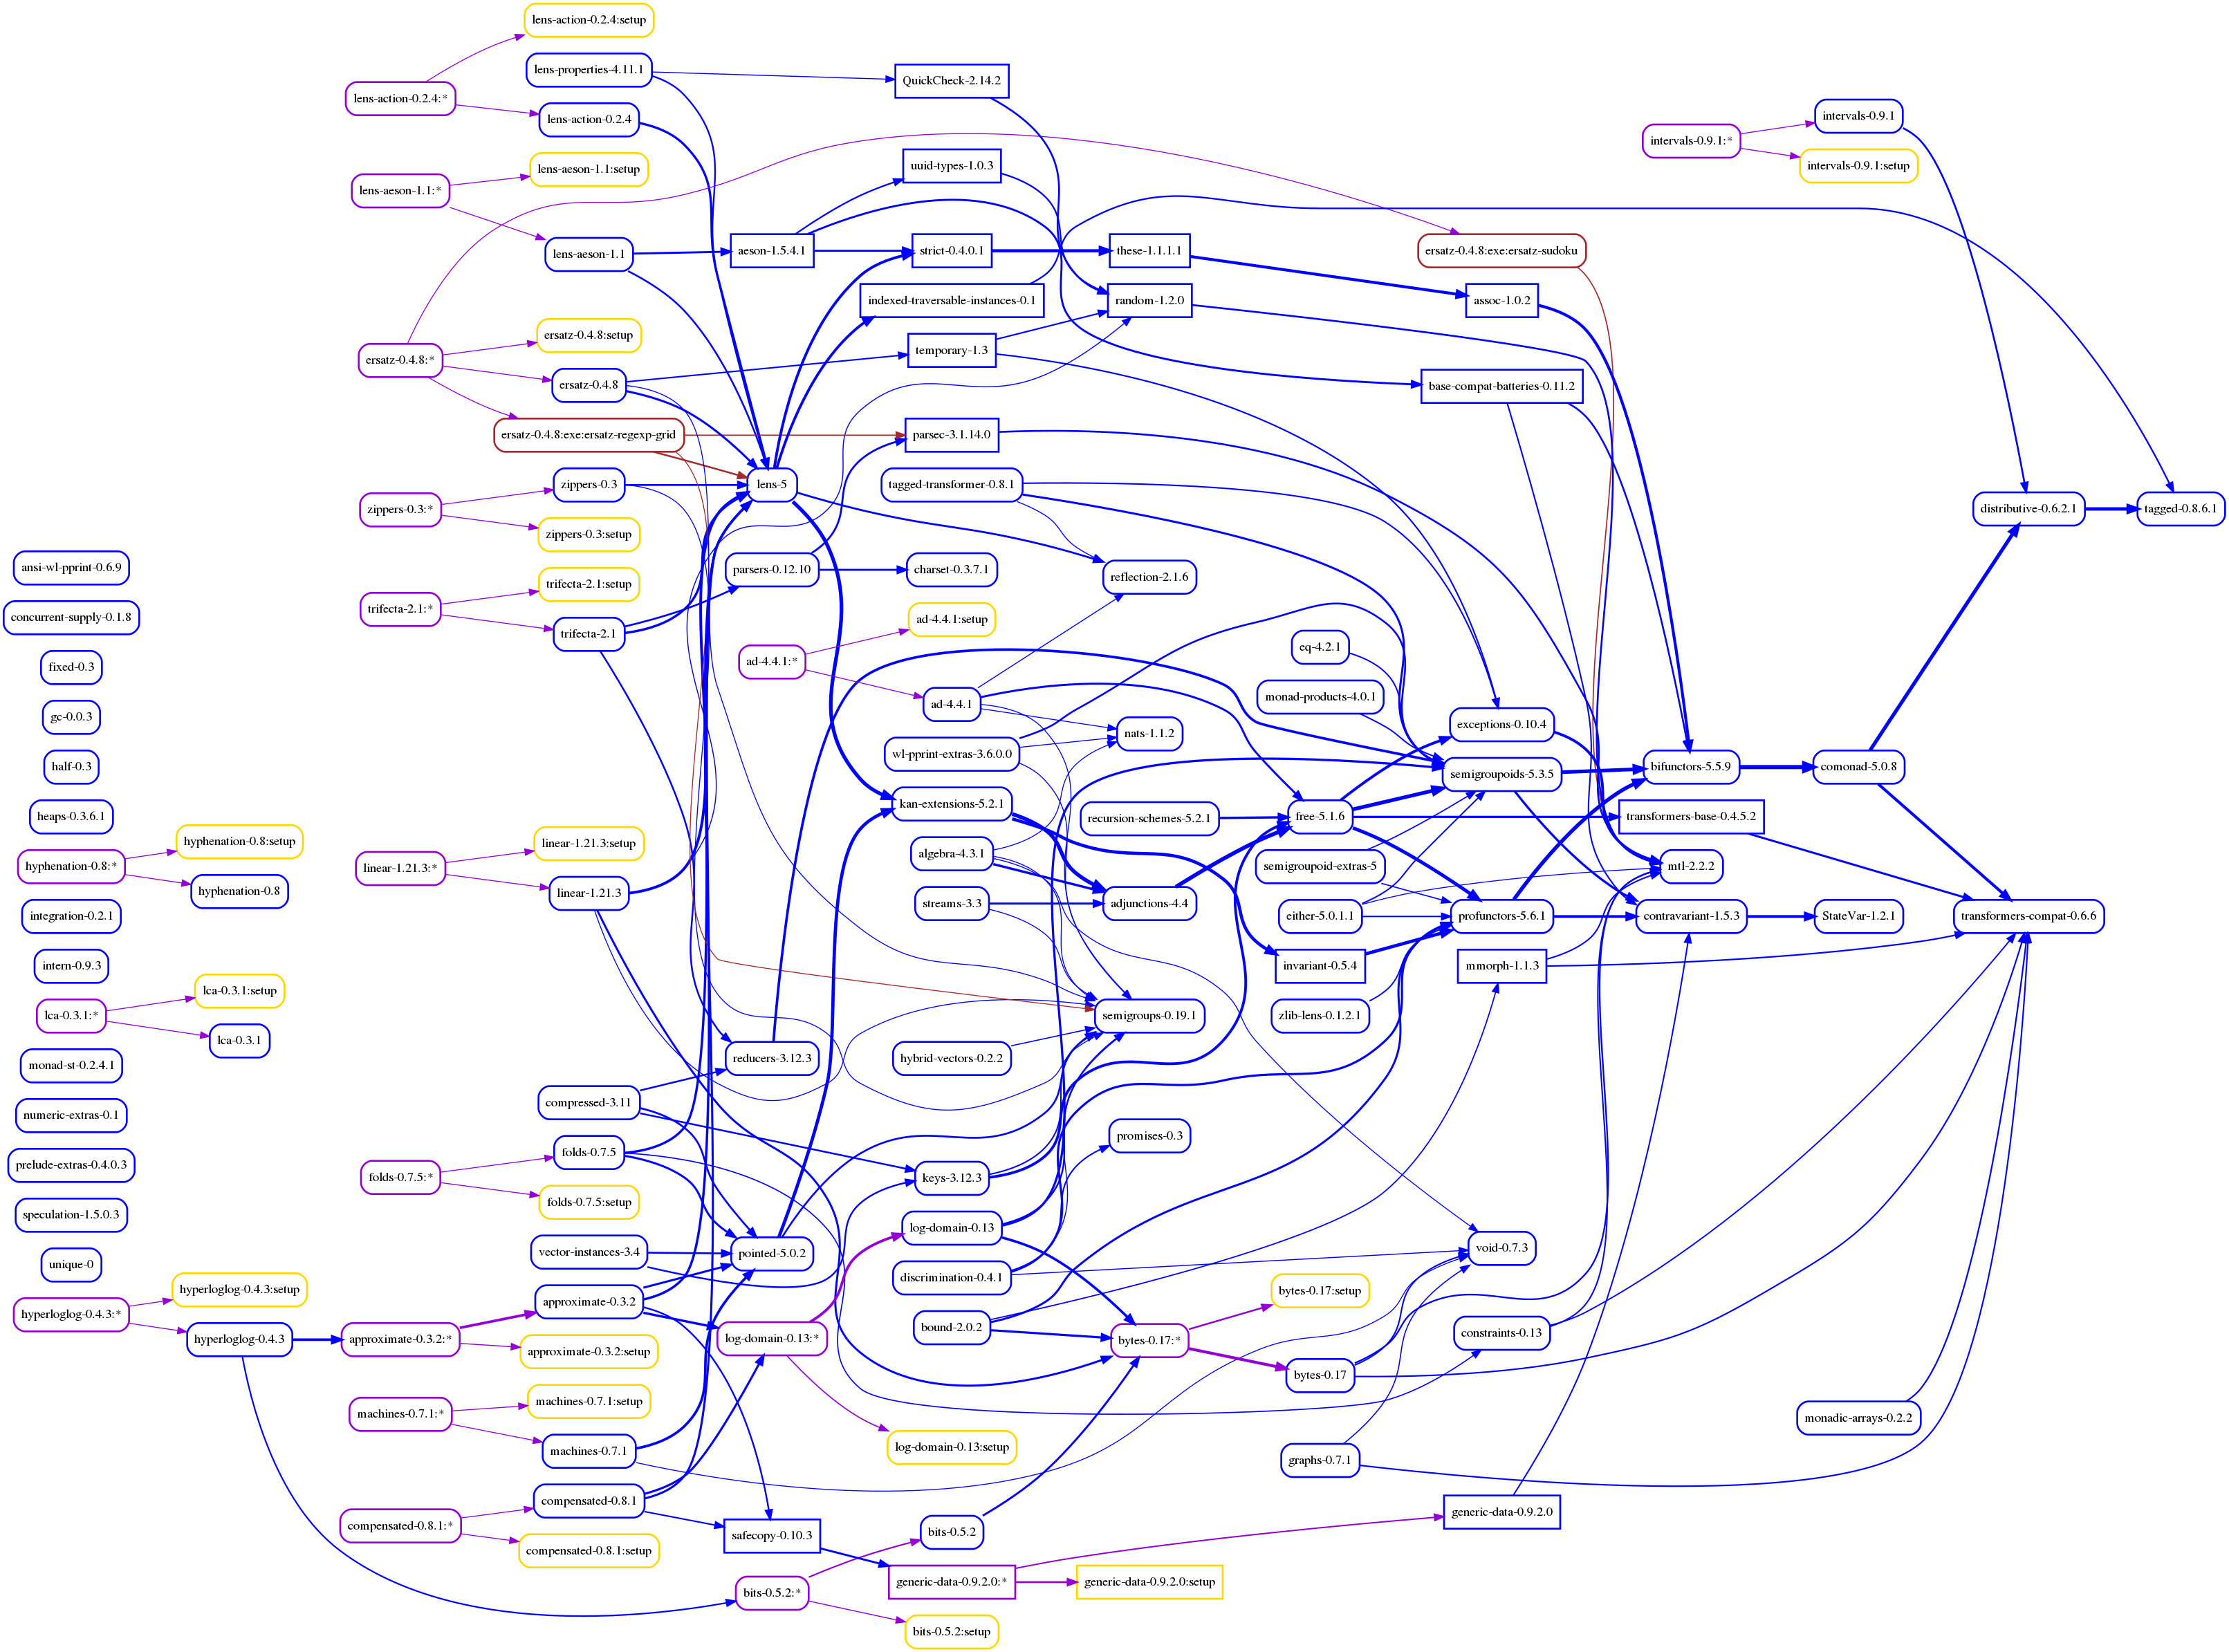 lens-action-0.2.4:setup
lens-properties-4.11.1
QuickCheck-2.14.2
lens-action-0.2.4:*
lens-action-0.2.4
intervals-0.9.1
intervals-0.9.1:*
intervals-0.9.1:setup
lens-aeson-1.1:setup
uuid-types-1.0.3
lens-aeson-1.1:*
lens-aeson-1.1
aeson-1.5.4.1
strict-0.4.0.1
these-1.1.1.1
ersatz-0.4.8:exe:ersatz-sudoku
indexed-traversable-instances-0.1
random-1.2.0
assoc-1.0.2
ersatz-0.4.8:setup
ersatz-0.4.8:*
temporary-1.3
ersatz-0.4.8
base-compat-batteries-0.11.2
ersatz-0.4.8:exe:ersatz-regexp-grid
parsec-3.1.14.0
zippers-0.3
lens-5
tagged-transformer-0.8.1
zippers-0.3:*
distributive-0.6.2.1
tagged-0.8.6.1
zippers-0.3:setup
ansi-wl-pprint-0.6.9
parsers-0.12.10
charset-0.3.7.1
reflection-2.1.6
trifecta-2.1:setup
trifecta-2.1:*
concurrent-supply-0.1.8
ad-4.4.1:setup
trifecta-2.1
eq-4.2.1
fixed-0.3
ad-4.4.1:*
monad-products-4.0.1
ad-4.4.1
gc-0.0.3
exceptions-0.10.4
nats-1.1.2
wl-pprint-extras-3.6.0.0
half-0.3
semigroupoids-5.3.5
bifunctors-5.5.9
comonad-5.0.8
kan-extensions-5.2.1
heaps-0.3.6.1
recursion-schemes-5.2.1
free-5.1.6
transformers-base-0.4.5.2
hyphenation-0.8:setup
linear-1.21.3:setup
algebra-4.3.1
hyphenation-0.8:*
linear-1.21.3:*
semigroupoid-extras-5
mtl-2.2.2
hyphenation-0.8
linear-1.21.3
streams-3.3
adjunctions-4.4
integration-0.2.1
either-5.0.1.1
profunctors-5.6.1
contravariant-1.5.3
StateVar-1.2.1
transformers-compat-0.6.6
intern-0.9.3
invariant-0.5.4
mmorph-1.1.3
lca-0.3.1:setup
lca-0.3.1:*
semigroups-0.19.1
zlib-lens-0.1.2.1
lca-0.3.1
reducers-3.12.3
hybrid-vectors-0.2.2
monad-st-0.2.4.1
compressed-3.11
numeric-extras-0.1
promises-0.3
folds-0.7.5
prelude-extras-0.4.0.3
folds-0.7.5:*
keys-3.12.3
folds-0.7.5:setup
speculation-1.5.0.3
log-domain-0.13
vector-instances-3.4
pointed-5.0.2
void-0.7.3
unique-0
discrimination-0.4.1
hyperloglog-0.4.3:setup
approximate-0.3.2
bytes-0.17:setup
hyperloglog-0.4.3:*
bound-2.0.2
hyperloglog-0.4.3
approximate-0.3.2:*
log-domain-0.13:*
bytes-0.17:*
constraints-0.13
approximate-0.3.2:setup
bytes-0.17
machines-0.7.1:setup
machines-0.7.1:*
monadic-arrays-0.2.2
machines-0.7.1
log-domain-0.13:setup
graphs-0.7.1
compensated-0.8.1
generic-data-0.9.2.0
compensated-0.8.1:*
safecopy-0.10.3
bits-0.5.2
compensated-0.8.1:setup
generic-data-0.9.2.0:*
generic-data-0.9.2.0:setup
bits-0.5.2:*
bits-0.5.2:setup